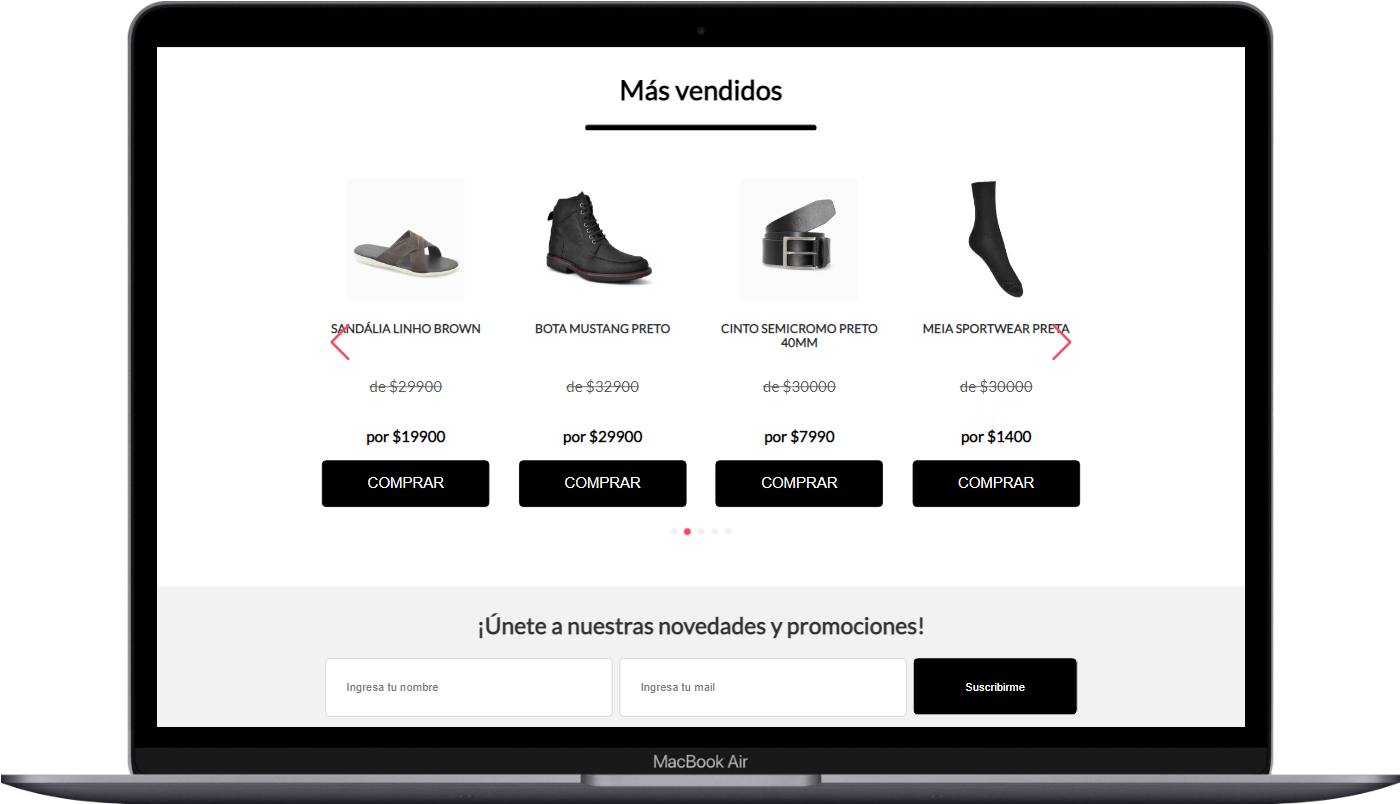 Más vendidos
SANDÁLIA LINHO BROWN
BOTA MUSTANG PRETO
CINTO SEMICROMO PRETO
40MM
MEIA SPORTWEAR PRETA
de $29900
de $32900
de $30000
de $30000
por $19900
por $29900
por $7990
por $1400
COMPRAR
COMPRAR
COMPRAR
COMPRAR
¡Únete a nuestras novedades y promociones!
Ingresa tu nombre
Ingresa tu mail
Suscribirme
MacBook Air